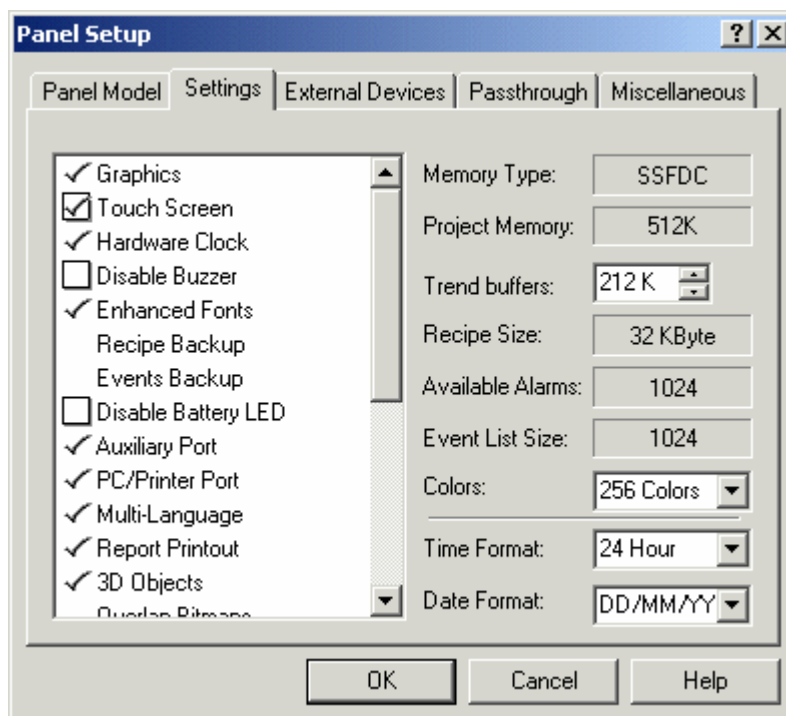 Panel Setup
Panel Model Settings External Devices Passthrough Miscellaneous
Graphics
Touch Screen
Hardware Clock
Disable Buzzer
Enhanced Fonts
Recipe Backup
Events Backup
Disable Battery LED
Auxiliary Port
PC/Printer Port
Multi-Language
Report Printout
3D Objects
Overlap Bitmaps
Memory Type: SSFDC
Project Memory: 512K
Trend buffers: 212 K
Recipe Size: 32 KByte
Available Alarms: 1024
Event List Size: 1024
Colors: 256 Colors
Time Format: 24 Hour
Date Format: DD/MM/YY
OK Cancel Help